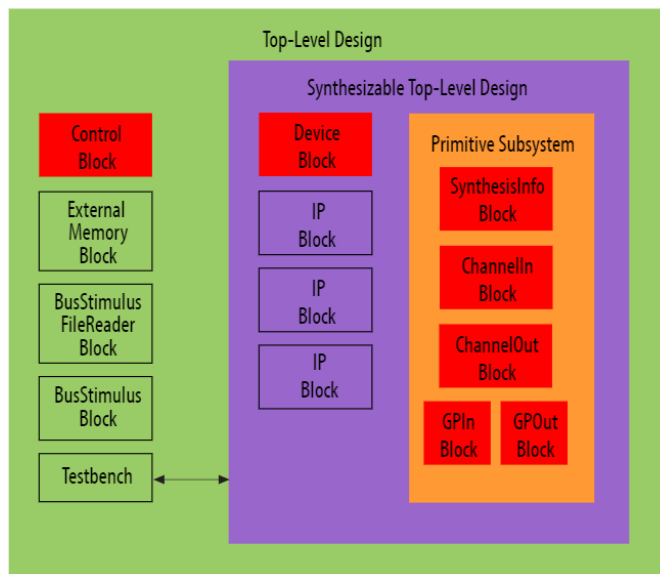 Top-Level Design
Synthesizable Top-Level Design
Control
Block
External
Memory
Block
BusStimulus
FileReader
Block
BusStimulus
Block
Testbench
Device
Block
IP
Block
IP
Block
IP
Block
Primitive Subsystem
SynthesisInfo
Block
ChannelIn
Block
ChannelOut
Block
GPIn
Block
GPOut
Block